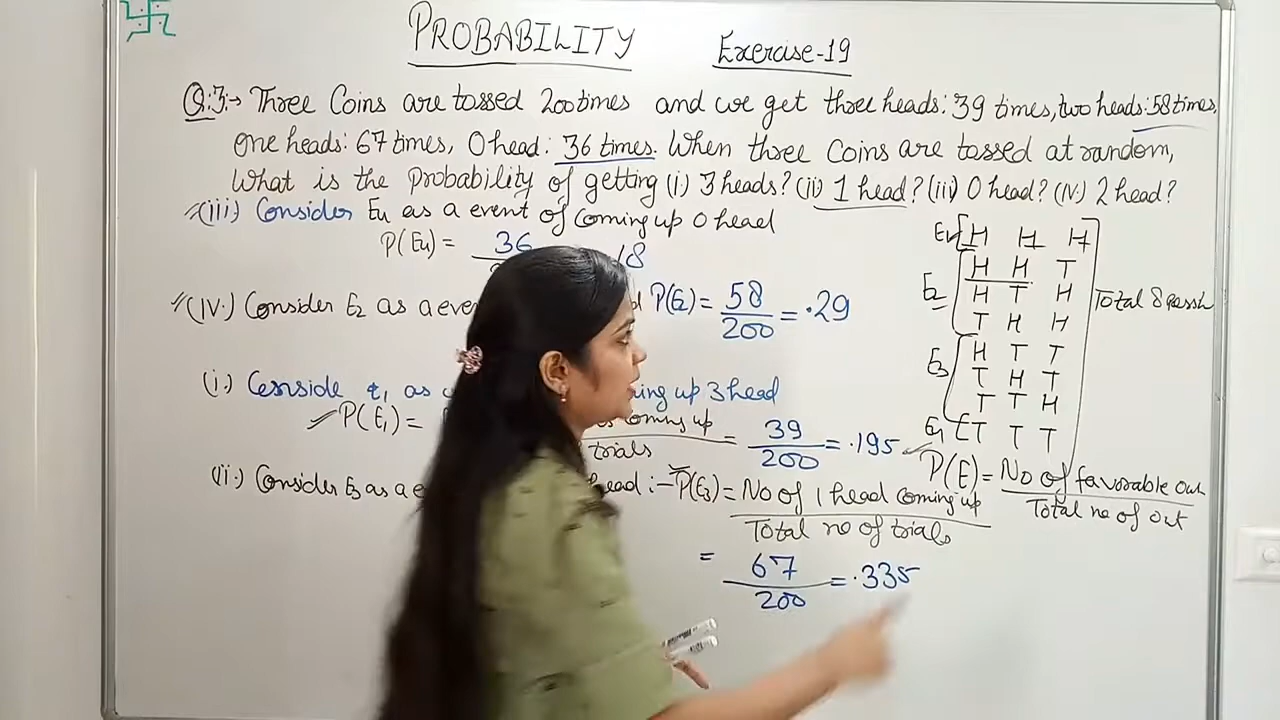 PROBABILITY Exercise-19
Q.3:→ Three Coins are tossed 200 times and we get three heads: 39 times, two heads: 58 times,
one heads: 67 times, 0 head: 36 times. When three Coins are tossed at random,
What is the probability of getting (i) 3 heads? (ii) 1 head? (iii) 0 head? (iv) 2 head?
(iii) Consider E4 as a event of coming up 0 head
P(E4) = 36 18
(iv.) Consider E2 as a eve P(E2) = 58/200 = .29
(i.) as ing up 3 head
P(E1) = coming up / trials = 39/200 = .195
(ii.) Consider E3 as a e head :- P(E3) = No of 1 head coming up / Total no of trials
= 67/200 = .335
H H H
H H T
E2 H T H Total 8
T H H
H T T
E3 T H T
T T H
E1 T T T
P(E) = No of favorable out / Total no of out